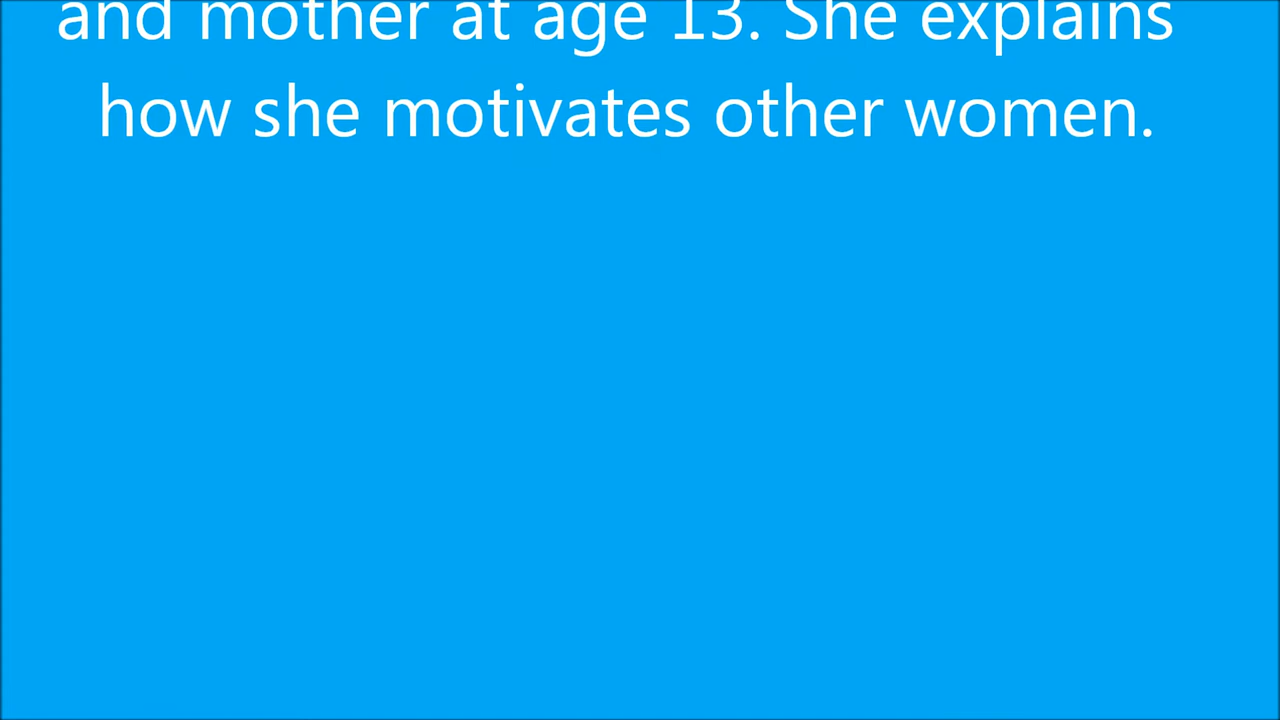 and mother at age 13. She explains
how she motivates other women.